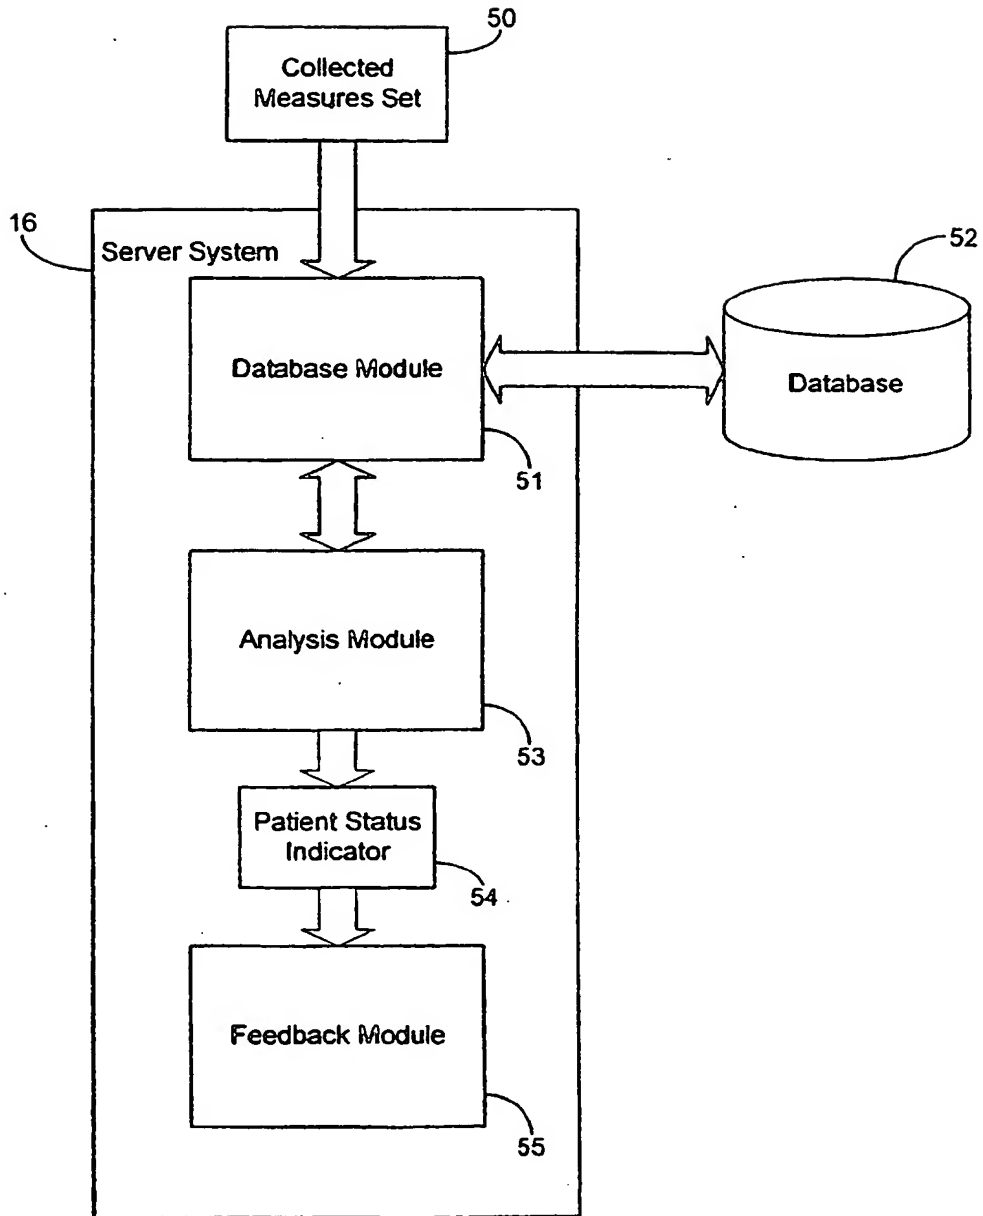 50
Collected
Measures Set
16
Server System
52
Database Module
Database
51
Analysis Module
53
Patient Status
Indicator
54
Feedback Module
55